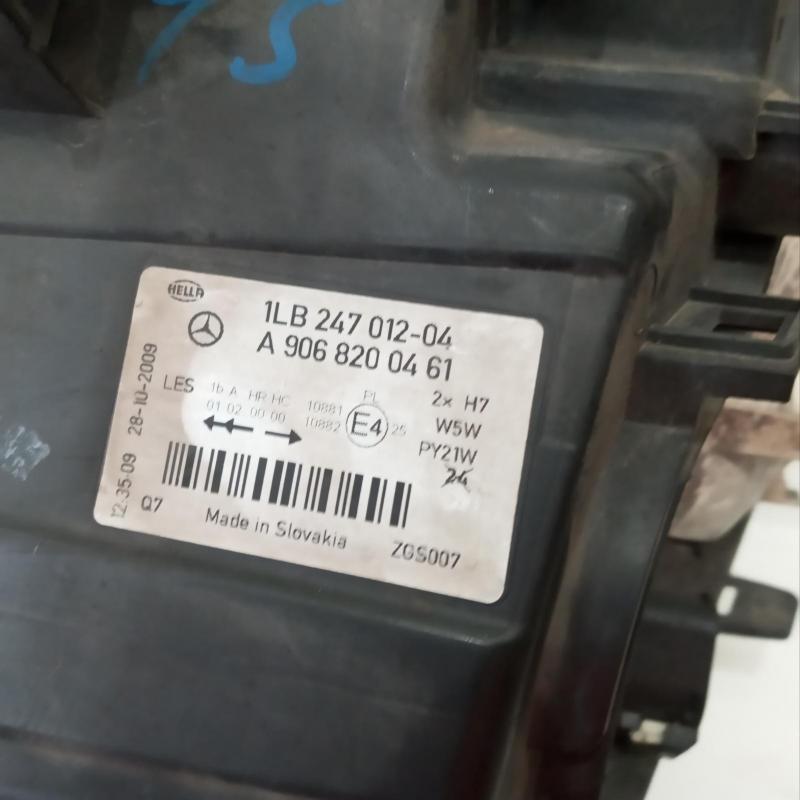 75
HELLA
1LB 247 012-04
A 906 820 04 61
LES 1b A HR HC 10881 PL 2x H7
01 02 00 00 10882 E4 25 W5W
PY21W
24
12:35:09 28-10-2009
Q7 Made in Slovakia ZGS007